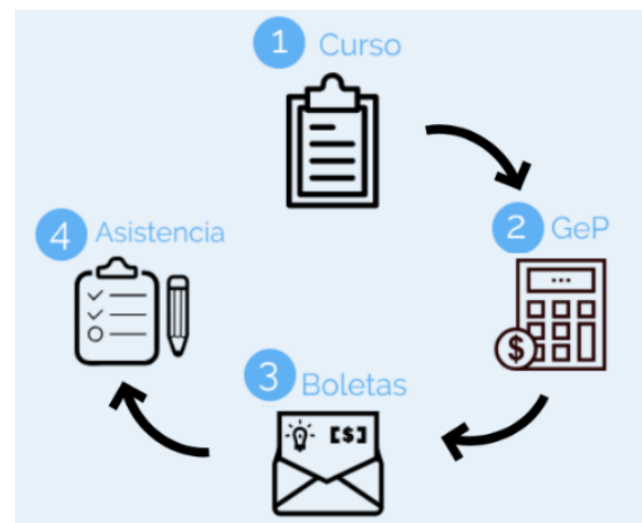 1 Curso
2 GeP
...
$
3 Boletas
[$]
4 Asistencia